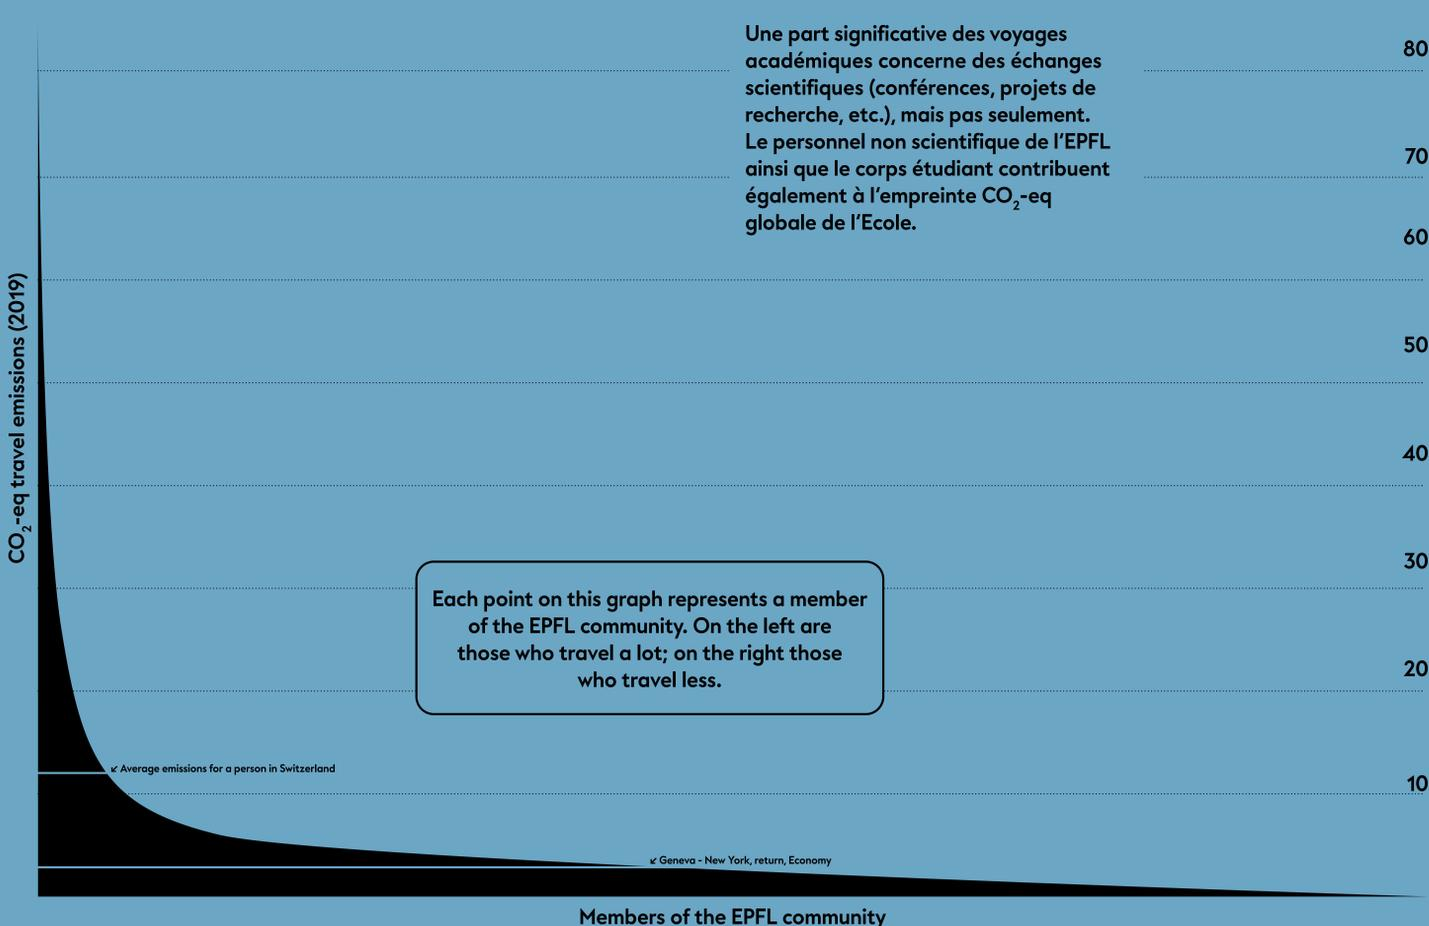 Une part significative des voyages
académiques concerne des échanges
scientifiques (conférences, projets de
recherche, etc.), mais pas seulement.
Le personnel non scientifique de l’EPFL
ainsi que le corps étudiant contribuent
également à l’empreinte CO₂-eq
globale de l’Ecole.
80
70
60
50
40
30
20
10
CO₂-eq travel emissions (2019)
Each point on this graph represents a member
of the EPFL community. On the left are
those who travel a lot; on the right those
who travel less.
↙ Average emissions for a person in Switzerland
↙ Geneva - New York, return, Economy
Members of the EPFL community